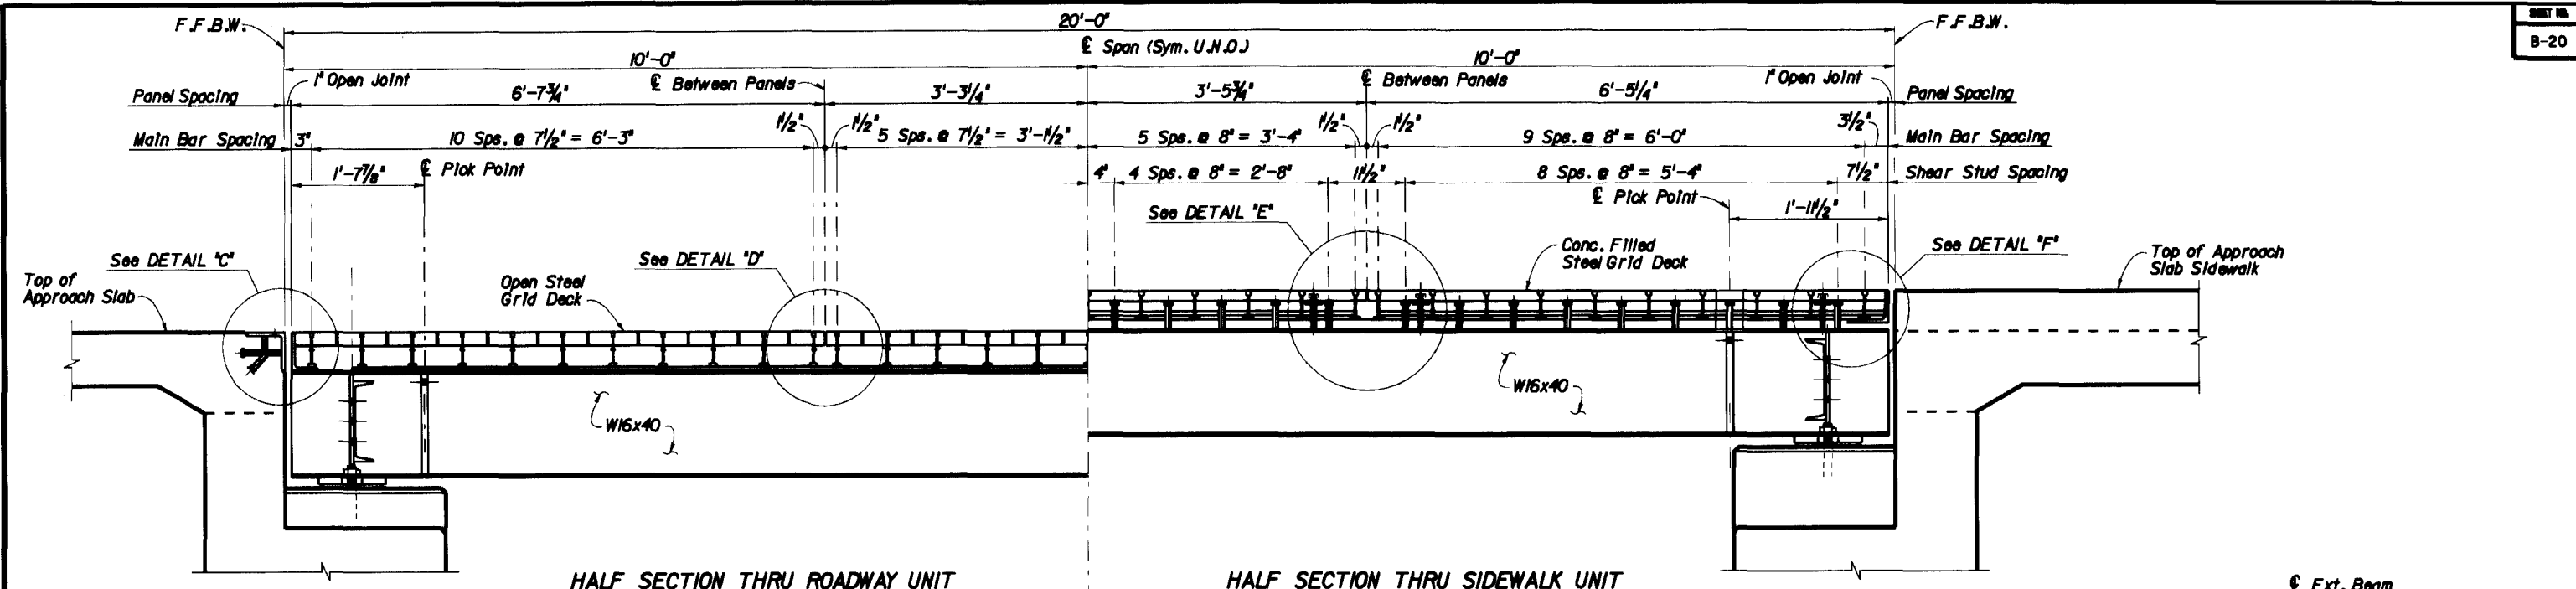 SHEET NO.
B-20
F.F.B.W.
20'-0"
F.F.B.W.
℄ Span (Sym. U.N.O.)
10'-0"
10'-0"
1" Open Joint
℄ Between Panels
℄ Between Panels
1" Open Joint
Panel Spacing
6'-7¾"
3'-3¼"
3'-5¾"
6'-5¼"
Panel Spacing
Main Bar Spacing
3"
10 Sps. @ 7½" = 6'-3"
1½"
1½"
5 Sps. @ 7½" = 3'-1½"
5 Sps. @ 8" = 3'-4"
1½"
1½"
9 Sps. @ 8" = 6'-0"
3½"
Main Bar Spacing
1'-7⅞"
℄ Pick Point
4"
4 Sps. @ 8" = 2'-8"
11½"
8 Sps. @ 8" = 5'-4"
7½"
Shear Stud Spacing
℄ Pick Point
1'-11½"
See DETAIL "C"
See DETAIL "D"
See DETAIL "E"
See DETAIL "F"
Top of
Approach Slab
Open Steel
Grid Deck
Conc. Filled
Steel Grid Deck
Top of Approach
Slab Sidewalk
W16x40
W16x40
HALF SECTION THRU ROADWAY UNIT
HALF SECTION THRU SIDEWALK UNIT
℄ Ext. Beam